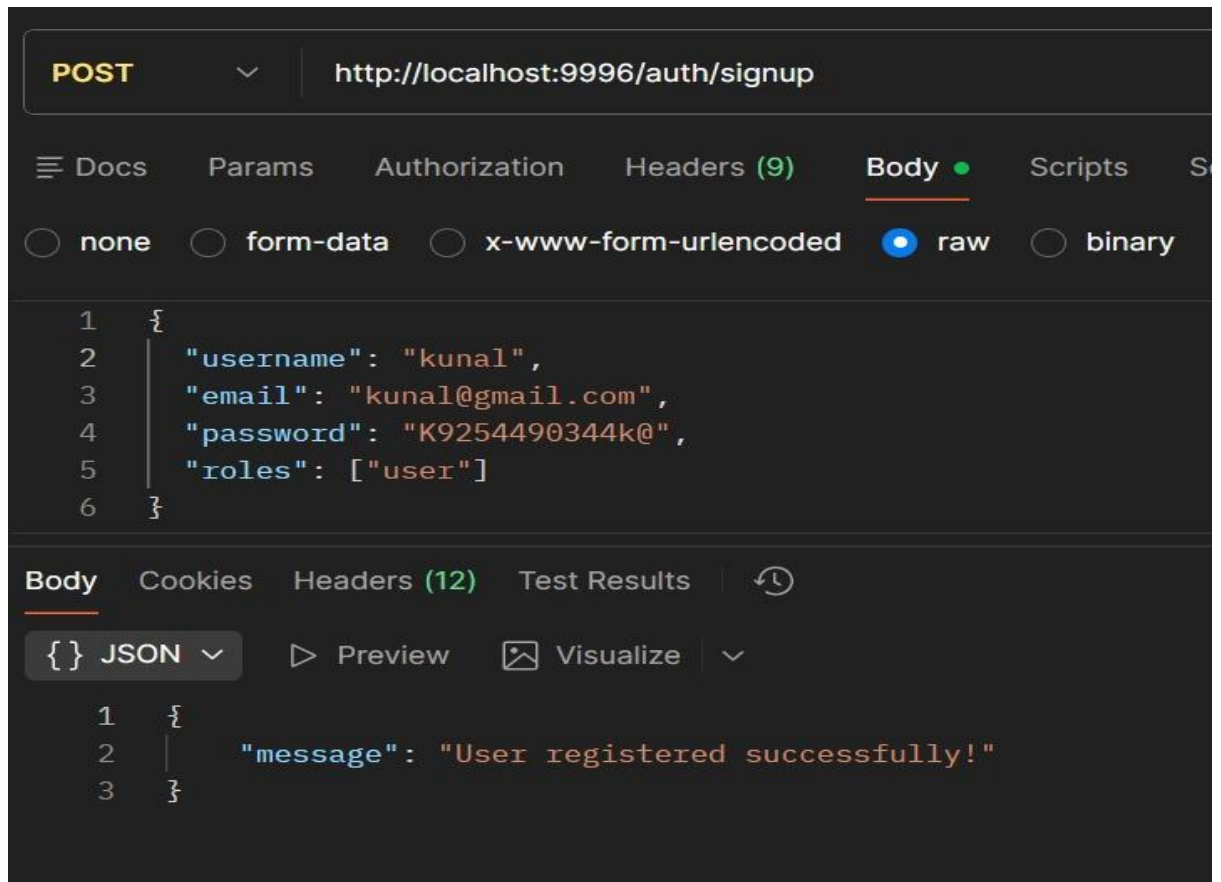 POST http://localhost:9996/auth/signup
Docs Params Authorization Headers (9) Body Scripts
none form-data x-www-form-urlencoded raw binary
1 {
2 "username": "kunal",
3 "email": "kunal@gmail.com",
4 "password": "K9254490344k@",
5 "roles": ["user"]
6 }
Body Cookies Headers (12) Test Results
{} JSON Preview Visualize
1 {
2 "message": "User registered successfully!"
3 }